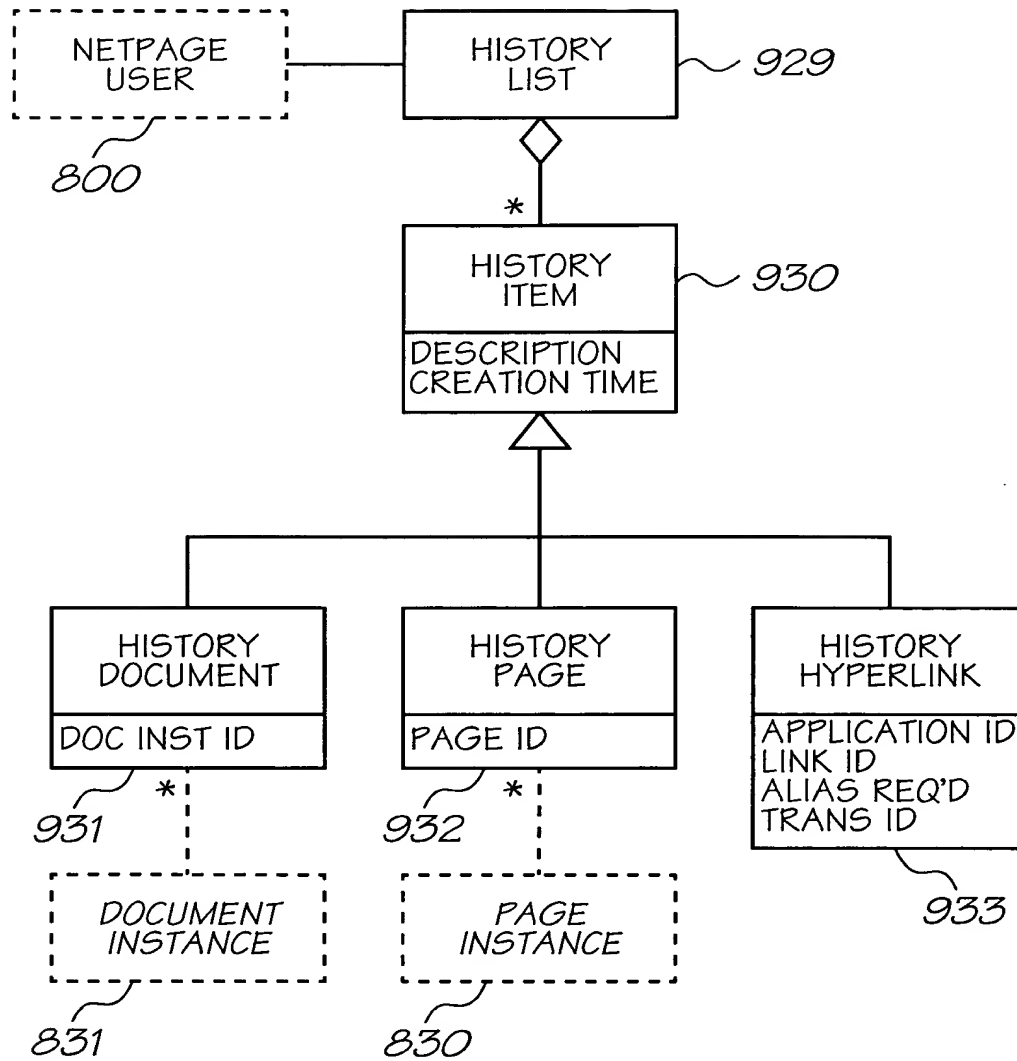 NETPAGE
USER
800
HISTORY
LIST
929
*
HISTORY
ITEM
930
DESCRIPTION
CREATION TIME
HISTORY
DOCUMENT
DOC INST ID
931
*
HISTORY
PAGE
PAGE ID
932
*
HISTORY
HYPERLINK
APPLICATION ID
LINK ID
ALIAS REQ'D
TRANS ID
933
DOCUMENT
INSTANCE
831
PAGE
INSTANCE
830